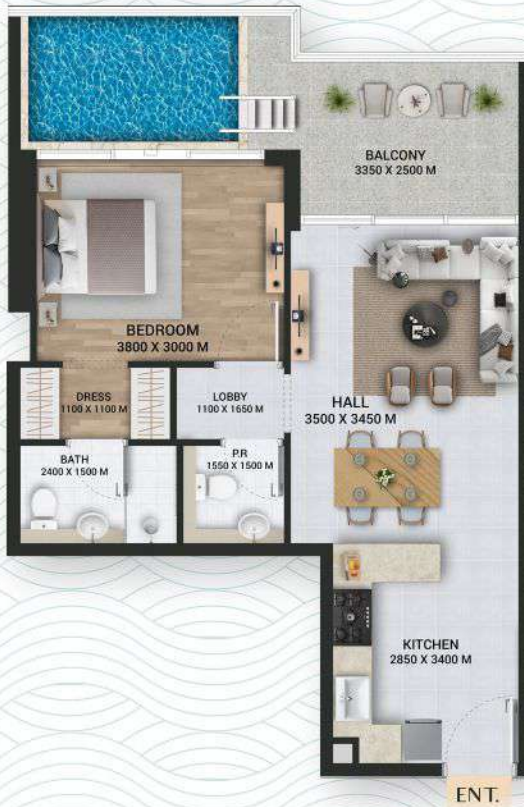 BALCONY
3350 X 2500 M
BEDROOM
3800 X 3000 M
DRESS
1100 X 1100 M
LOBBY
1100 X 1650 M
HALL
3500 X 3450 M
BATH
2400 X 1500 M
P.R
1550 X 1500 M
KITCHEN
2850 X 3400 M
ENT.